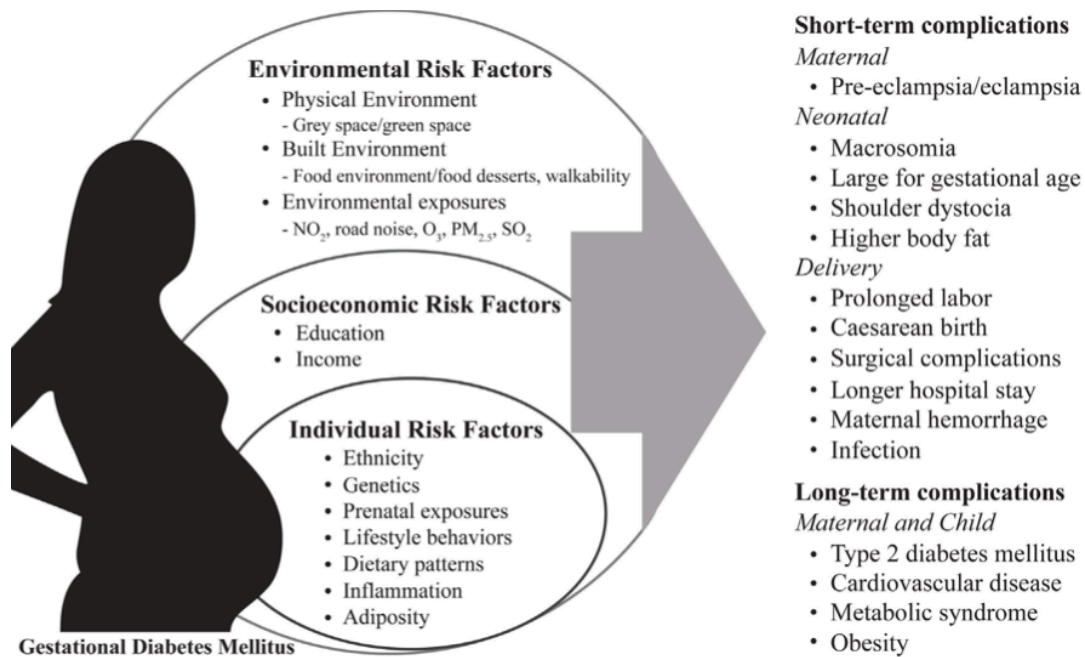 Environmental Risk Factors
• Physical Environment
- Grey space/green space
• Built Environment
- Food environment/food deserts, walkability
• Environmental exposures
- NO₂, road noise, O₃, PM₂.₅, SO₂
Socioeconomic Risk Factors
• Education
• Income
Individual Risk Factors
• Ethnicity
• Genetics
• Prenatal exposures
• Lifestyle behaviors
• Dietary patterns
• Inflammation
• Adiposity
Gestational Diabetes Mellitus
Short-term complications
Maternal
• Pre-eclampsia/eclampsia
Neonatal
• Macrosomia
• Large for gestational age
• Shoulder dystocia
• Higher body fat
Delivery
• Prolonged labor
• Caesarean birth
• Surgical complications
• Longer hospital stay
• Maternal hemorrhage
• Infection
Long-term complications
Maternal and Child
• Type 2 diabetes mellitus
• Cardiovascular disease
• Metabolic syndrome
• Obesity